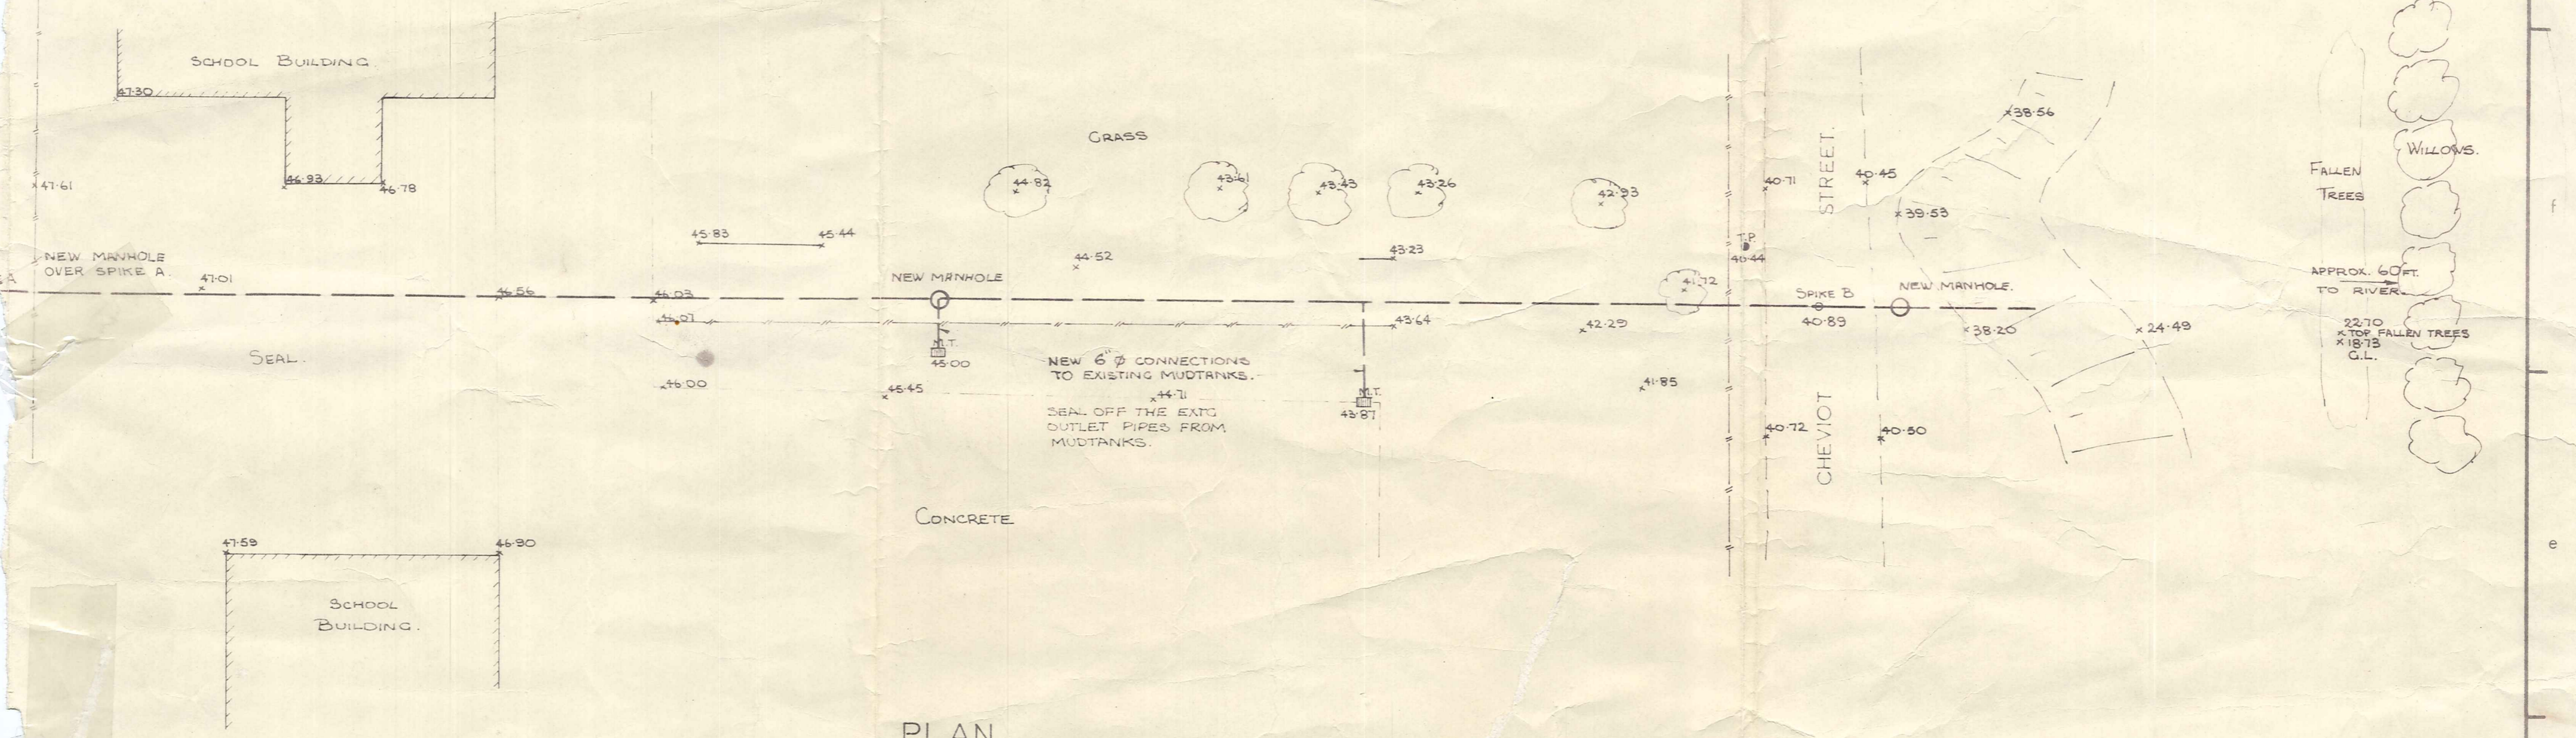 SCHOOL BUILDING.
47.30
46.93
46.78
47.61
NEW MANHOLE
OVER SPIKE A.
A
47.01
46.56
46.03
46.07
46.00
SEAL.
45.83
45.44
GRASS
44.82
43.61
43.43
43.26
42.93
NEW MANHOLE
44.52
43.23
41.72
M.T.
45.00
45.45
NEW 6"Ø CONNECTIONS
TO EXISTING MUDTANKS.
44.71
SEAL OFF THE EXTG
OUTLET PIPES FROM
MUDTANKS.
43.64
M.T.
43.87
42.29
41.85
CONCRETE
47.59
46.90
SCHOOL
BUILDING.
T.P.
40.44
40.71
40.45
CHEVIOT STREET.
SPIKE B
40.89
NEW MANHOLE.
40.72
40.50
38.56
39.53
38.20
24.49
FALLEN
TREES
WILLOWS.
APPROX. 60 FT.
TO RIVER.
22.70
TOP FALLEN TREES
18.73
G.L.
f
e
PLAN